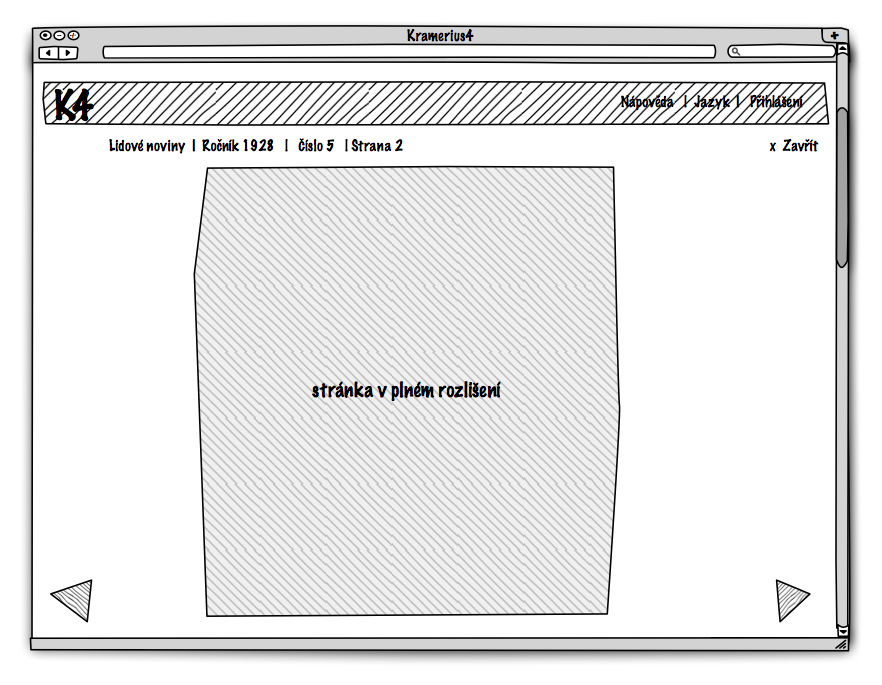 Kramerius4
K4
Nápověda | Jazyk | Přihlášení
Lidové noviny | Ročník 1928 | Číslo 5 | Strana 2
x Zavřít
stránka v plném rozlišení